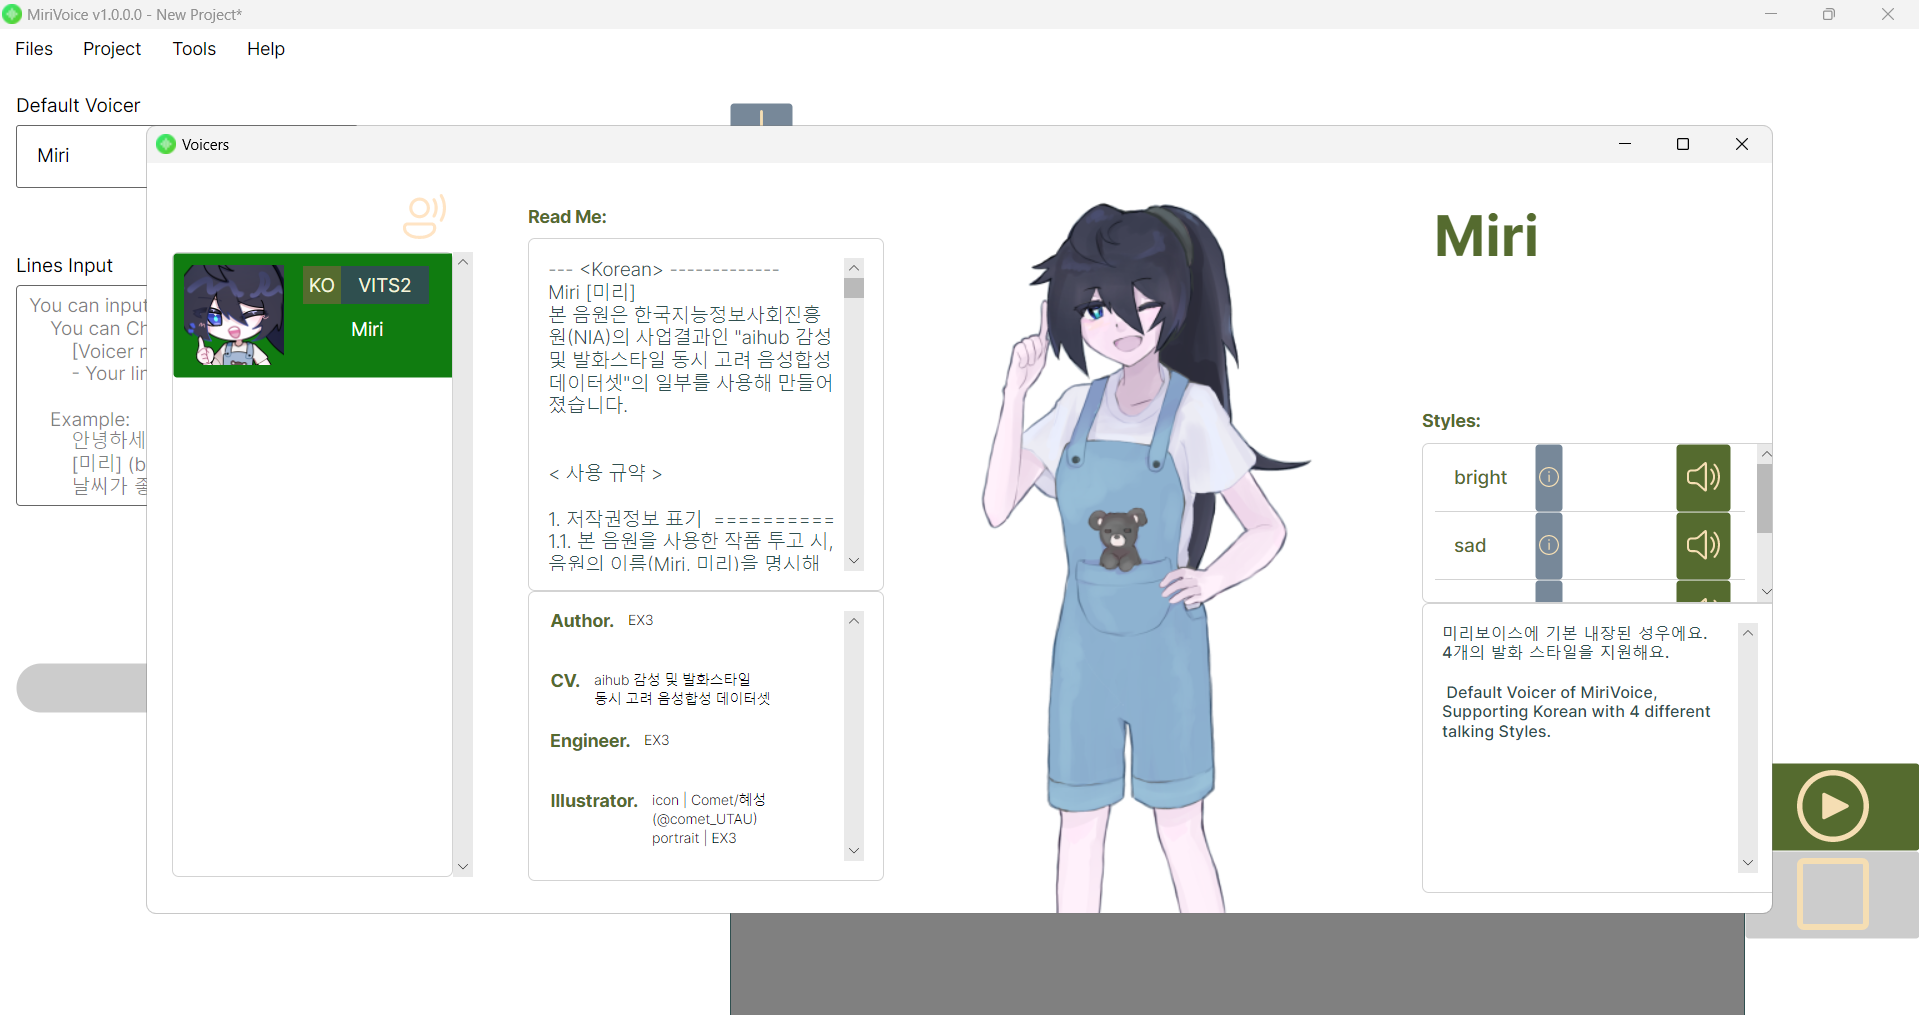 MiriVoice v1.0.0.0 - New Project*
Files Project Tools Help
Default Voicer
Miri
Lines Input
You can input
You can Ch
[Voicer
- Your lin
Example:
안녕하세
[미리] (b
날씨가
Voicers
KO VITS2
Miri
Read Me:
--- <Korean> -------------
Miri [미리]
본 음원은 한국지능정보사회진흥
원(NIA)의 사업결과인 "aihub 감성
및 발화스타일 동시 고려 음성합성
데이터셋"의 일부를 사용해 만들어
졌습니다.
< 사용 규약 >
1. 저작권정보 표기 ==========
1.1. 본 음원을 사용한 작품 투고 시,
음원의 이름(Miri, 미리)을 명시해
Author. EX3
CV. aihub 감성 및 발화스타일
동시 고려 음성합성 데이터셋
Engineer. EX3
Illustrator. icon | Comet/혜성
(@comet_UTAU)
portrait | EX3
Miri
Styles:
bright
sad
미리보이스에 기본 내장된 성우에요.
4개의 발화 스타일을 지원해요.
Default Voicer of MiriVoice,
Supporting Korean with 4 different
talking Styles.